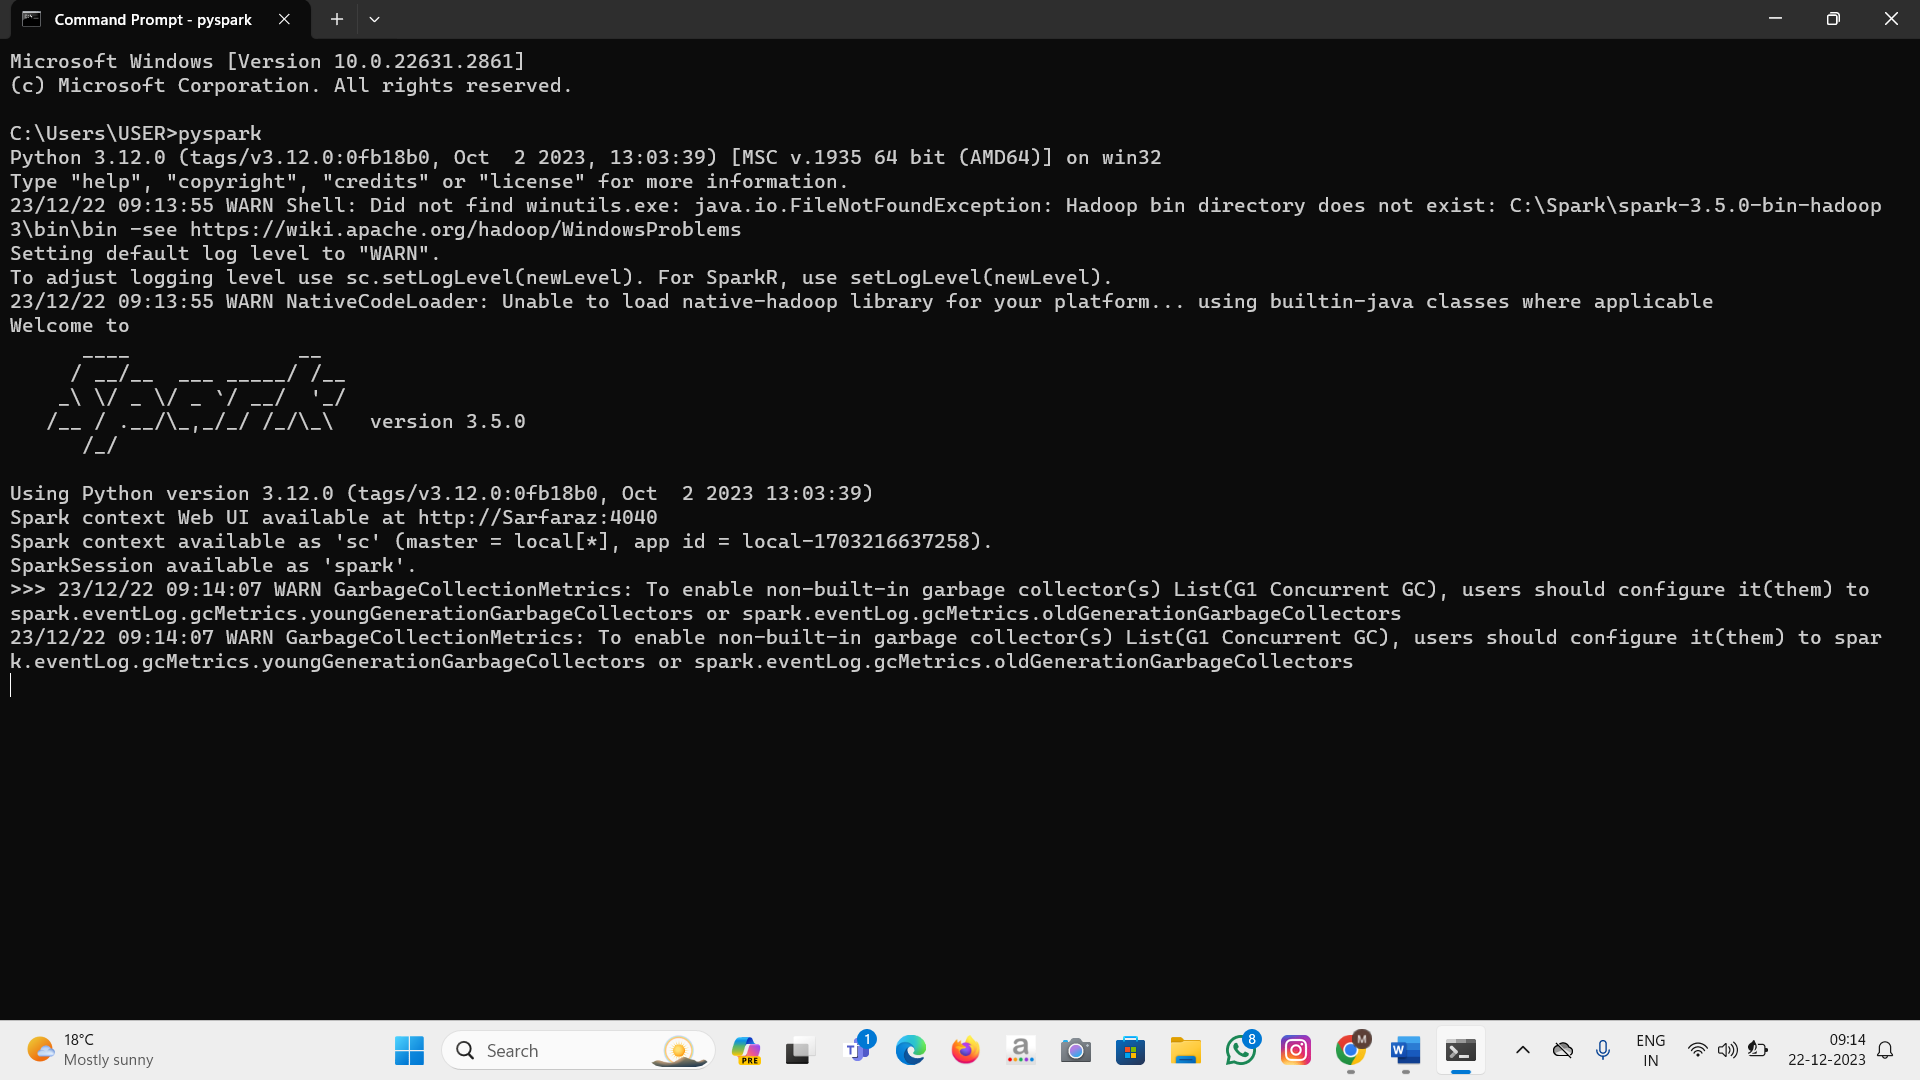 Command Prompt - pyspark
Microsoft Windows [Version 10.0.22631.2861]
(c) Microsoft Corporation. All rights reserved.
C:\Users\USER>pyspark
Python 3.12.0 (tags/v3.12.0:0fb18b0, Oct  2 2023, 13:03:39) [MSC v.1935 64 bit (AMD64)] on win32
Type "help", "copyright", "credits" or "license" for more information.
23/12/22 09:13:55 WARN Shell: Did not find winutils.exe: java.io.FileNotFoundException: Hadoop bin directory does not exist: C:\Spark\spark-3.5.0-bin-hadoop
3\bin\bin -see https://wiki.apache.org/hadoop/WindowsProblems
Setting default log level to "WARN".
To adjust logging level use sc.setLogLevel(newLevel). For SparkR, use setLogLevel(newLevel).
23/12/22 09:13:55 WARN NativeCodeLoader: Unable to load native-hadoop library for your platform... using builtin-java classes where applicable
Welcome to
      ____              __
     / __/__  ___ _____/ /__
    _\ \/ _ \/ _ `/ __/  '_/
   /__ / .__/\_,_/_/ /_/\_\   version 3.5.0
      /_/
Using Python version 3.12.0 (tags/v3.12.0:0fb18b0, Oct  2 2023 13:03:39)
Spark context Web UI available at http://Sarfaraz:4040
Spark context available as 'sc' (master = local[*], app id = local-1703216637258).
SparkSession available as 'spark'.
>>> 23/12/22 09:14:07 WARN GarbageCollectionMetrics: To enable non-built-in garbage collector(s) List(G1 Concurrent GC), users should configure it(them) to
spark.eventLog.gcMetrics.youngGenerationGarbageCollectors or spark.eventLog.gcMetrics.oldGenerationGarbageCollectors
23/12/22 09:14:07 WARN GarbageCollectionMetrics: To enable non-built-in garbage collector(s) List(G1 Concurrent GC), users should configure it(them) to spar
k.eventLog.gcMetrics.youngGenerationGarbageCollectors or spark.eventLog.gcMetrics.oldGenerationGarbageCollectors
18°C
Mostly sunny
Search
PRE
T
1
a
8
M
W
ENG
IN
09:14
22-12-2023